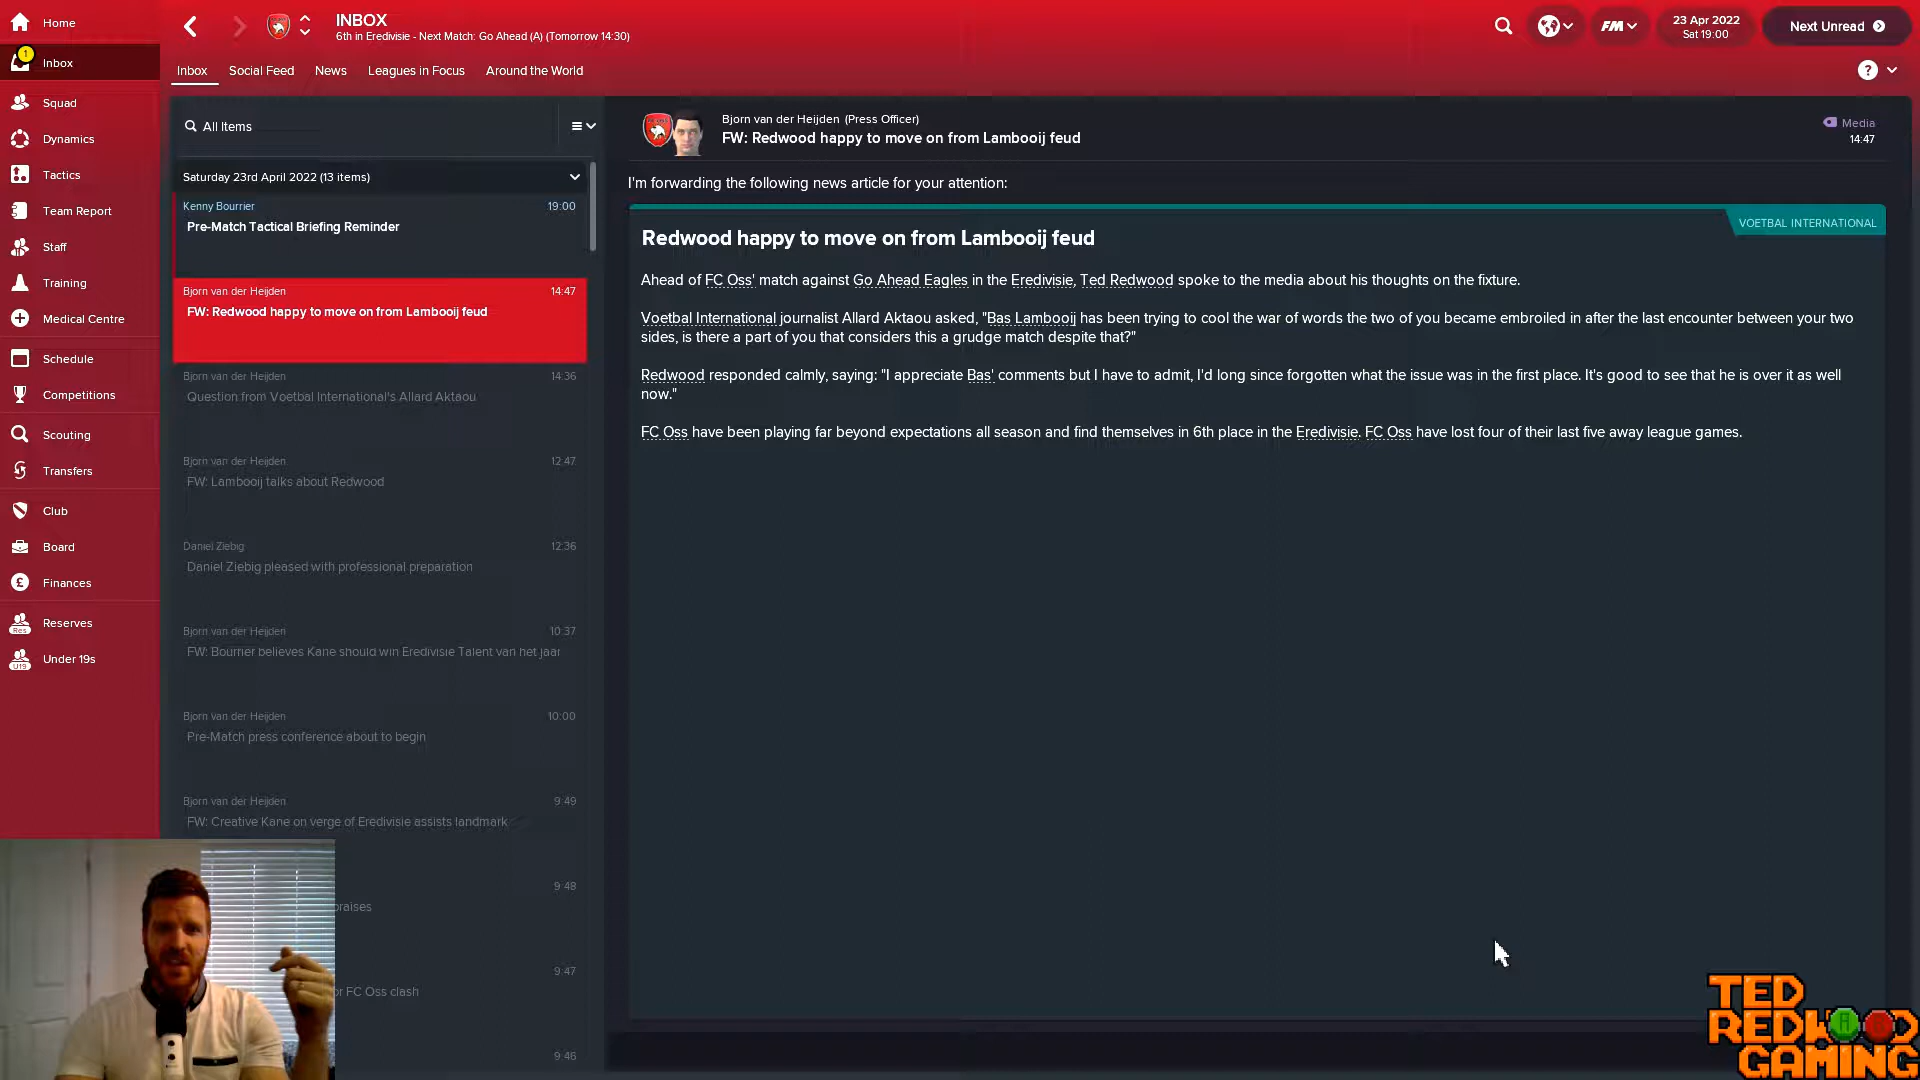 Home
Inbox
1
Squad
Dynamics
Tactics
Team Report
Staff
Training
Medical Centre
Schedule
Competitions
Scouting
Transfers
Club
Board
Finances
Reserves
Res
Under 19s
U19
INBOX
6th in Eredivisie - Next Match: Go Ahead (A) (Tomorrow 14:30)
FM
23 Apr 2022
Sat 19:00
Next Unread
Inbox Social Feed News Leagues in Focus Around the World
?
All Items
Saturday 23rd April 2022 (13 items)
Kenny Bourrier 19:00
Pre-Match Tactical Briefing Reminder
Bjorn van der Heijden 14:47
FW: Redwood happy to move on from Lambooij feud
Bjorn van der Heijden 14:36
Question from Voetbal International's Allard Aktaou
Bjorn van der Heijden 12:47
FW: Lambooij talks about Redwood
Daniel Ziebig 12:36
Daniel Ziebig pleased with professional preparation
Bjorn van der Heijden 10:37
FW: Bourrier believes Kane should win Eredivisie Talent van het jaar
Bjorn van der Heijden 10:00
Pre-Match press conference about to begin
Bjorn van der Heijden 9:49
FW: Creative Kane on verge of Eredivisie assists landmark
9:48
praises
9:47
or FC Oss clash
9:46
Bjorn van der Heijden (Press Officer)
FW: Redwood happy to move on from Lambooij feud
Media
14:47
I'm forwarding the following news article for your attention:
VOETBAL INTERNATIONAL
Redwood happy to move on from Lambooij feud
Ahead of FC Oss' match against Go Ahead Eagles in the Eredivisie, Ted Redwood spoke to the media about his thoughts on the fixture.
Voetbal International journalist Allard Aktaou asked, "Bas Lambooij has been trying to cool the war of words the two of you became embroiled in after the last encounter between your two
sides, is there a part of you that considers this a grudge match despite that?"
Redwood responded calmly, saying: "I appreciate Bas' comments but I have to admit, I'd long since forgotten what the issue was in the first place. It's good to see that he is over it as well
now."
FC Oss have been playing far beyond expectations all season and find themselves in 6th place in the Eredivisie. FC Oss have lost four of their last five away league games.
TED
REDWOOD
GAMING